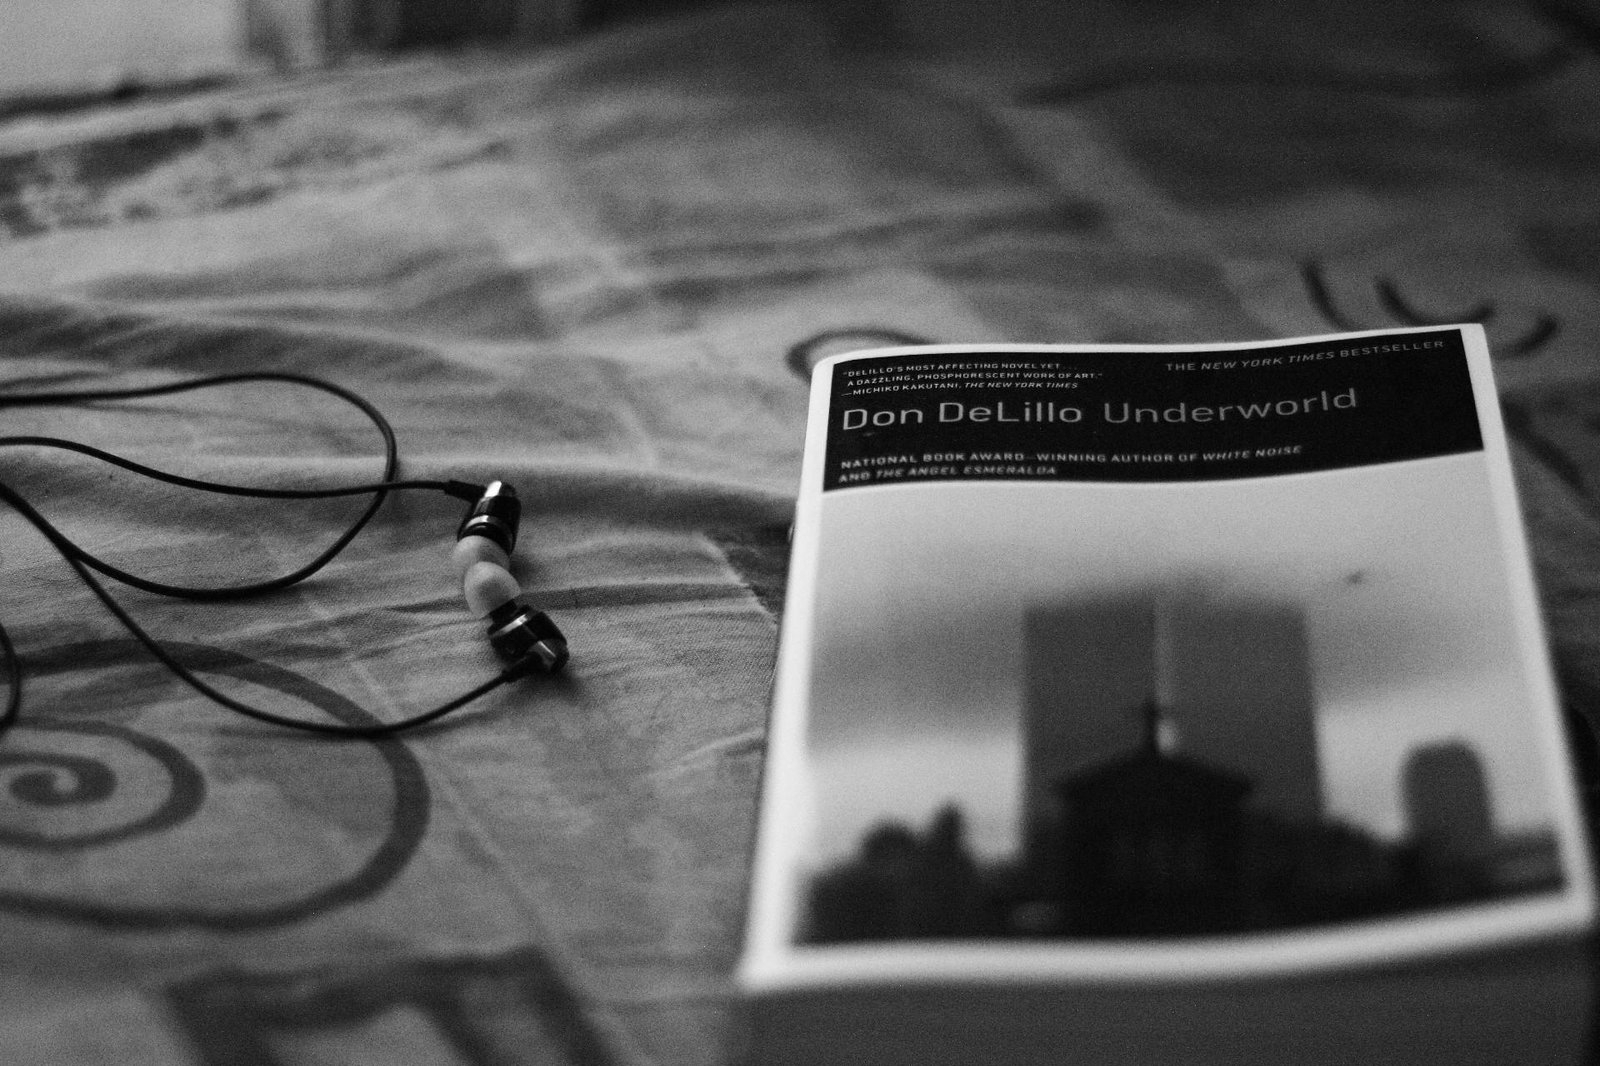 "DELILLO'S MOST AFFECTING NOVEL YET . . .
A DAZZLING, PHOSPHORESCENT WORK OF ART."
—MICHIKO KAKUTANI, THE NEW YORK TIMES
THE NEW YORK TIMES BESTSELLER
Don DeLillo Underworld
NATIONAL BOOK AWARD—WINNING AUTHOR OF WHITE NOISE
AND THE ANGEL ESMERALDA